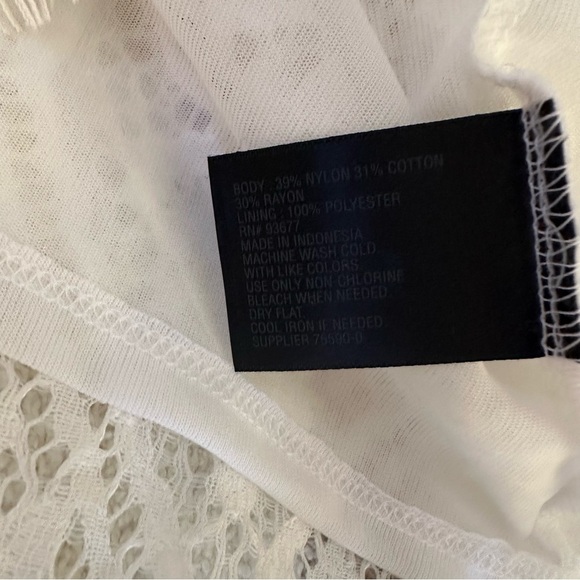 BODY : 39% NYLON 31% COTTON
30% RAYON
LINING : 100% POLYESTER
RN# 93677
MADE IN INDONESIA
MACHINE WASH COLD.
WITH LIKE COLORS.
USE ONLY NON CHLORINE
BLEACH WHEN NEEDED.
DRY FLAT.
COOL IRON IF NEEDED
SUPPLIER